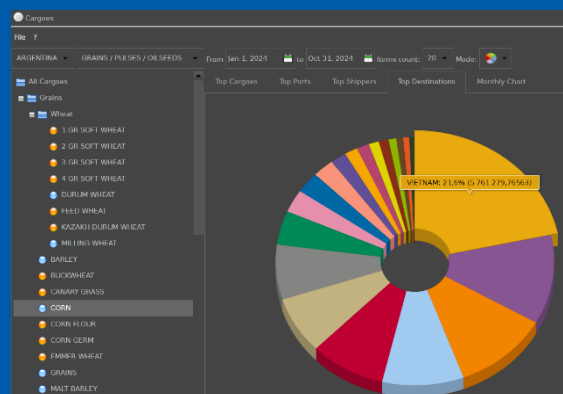 Cargoes
File ?
ARGENTINA GRAINS / PULSES / OILSEEDS From Jan 1, 2024 to Oct 31, 2024 Items count: 20 Mode:
All Cargoes Top Cargoes Top Ports Top Shippers Top Destinations Monthly Chart
Grains
Wheat
1 GR SOFT WHEAT
2 GR SOFT WHEAT
3 GR SOFT WHEAT
4 GR SOFT WHEAT
VIETNAM: 21,6% (5 761 279,76563)
DURUM WHEAT
FEED WHEAT
KAZAKH DURUM WHEAT
MILLING WHEAT
BARLEY
BUCKWHEAT
CANARY GRASS
CORN
CORN FLOUR
CORN GERM
EMMER WHEAT
GRAINS
MALT BARLEY